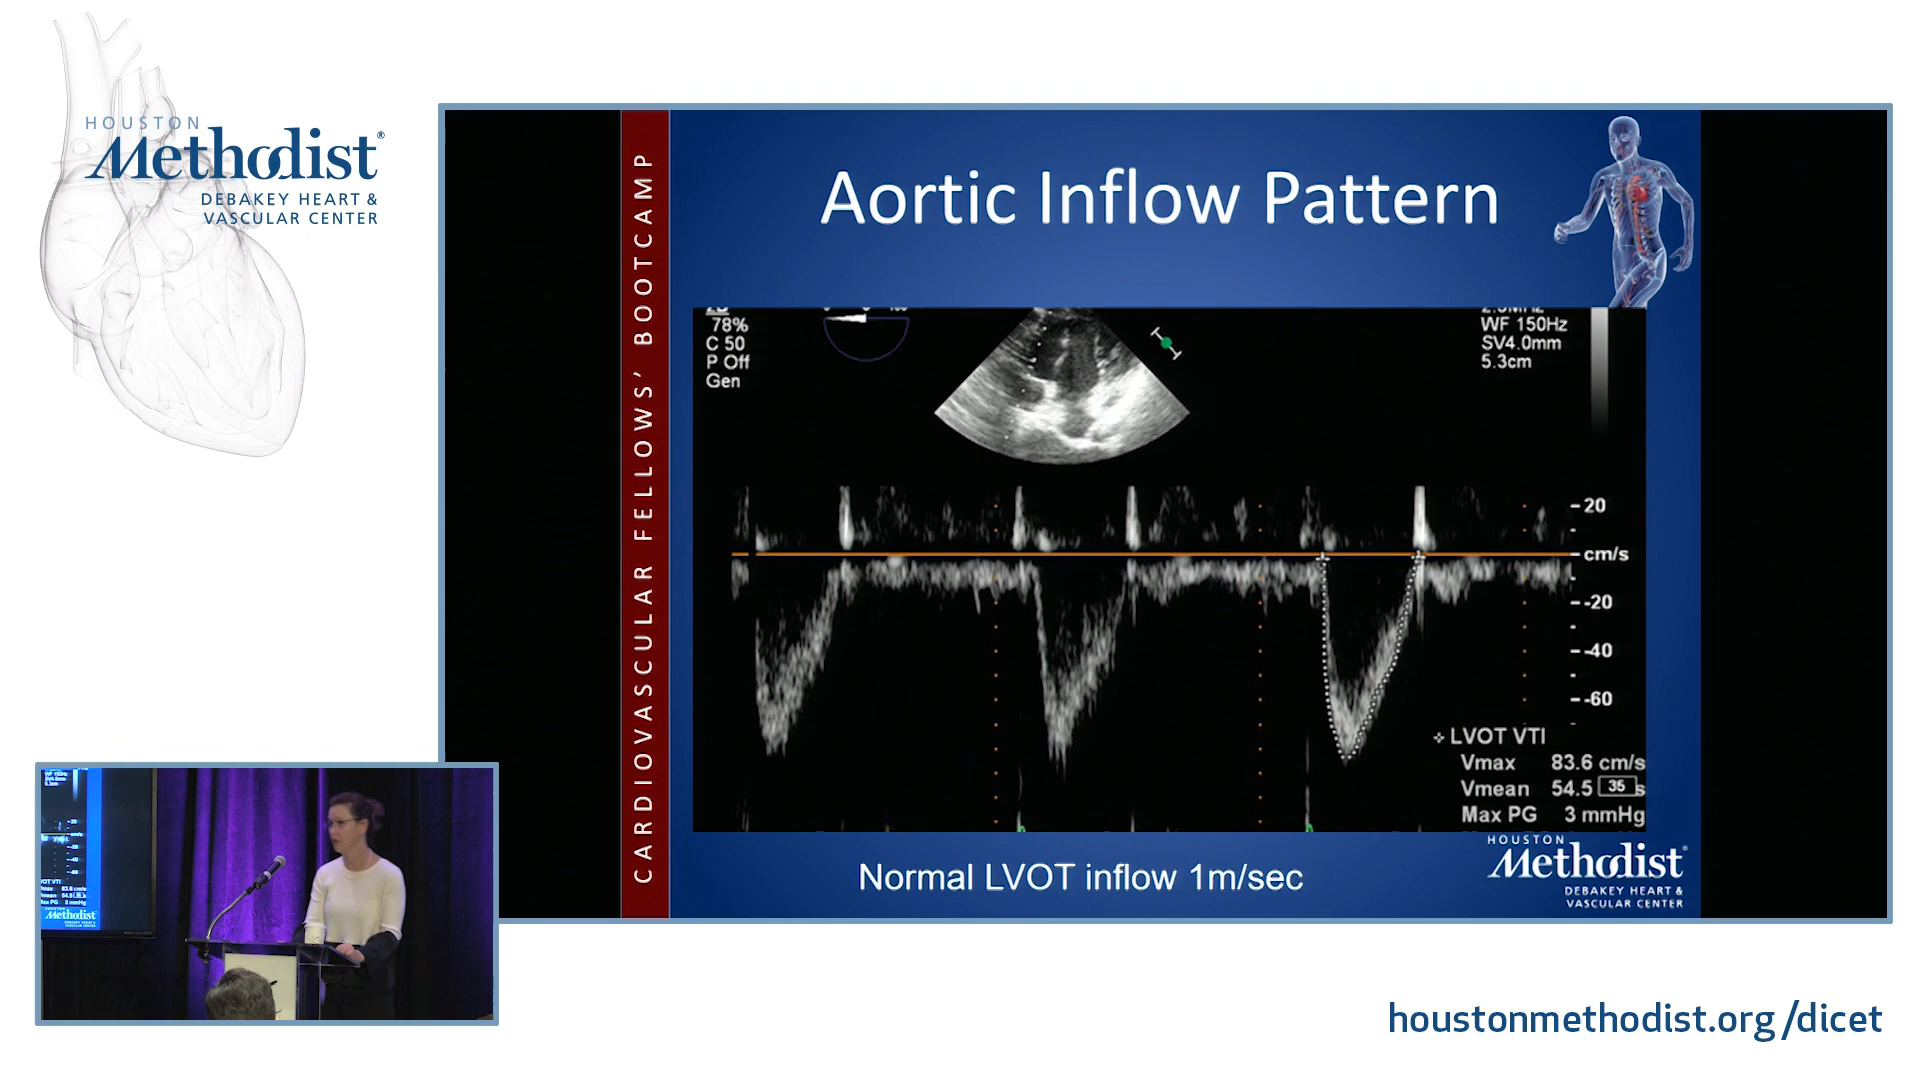 HOUSTON
Methodist®
DEBAKEY HEART &
VASCULAR CENTER
CARDIOVASCULAR FELLOWS’ BOOTCAMP
Aortic Inflow Pattern
78%
C 50
P Off
Gen
WF 150Hz
SV4.0mm
5.3cm
20
cm/s
-20
-40
-60
LVOT VTI
Vmax 83.6 cm/s
Vmean 54.5 35 s
Max PG 3 mmHg
Normal LVOT inflow 1m/sec
HOUSTON
Methodist®
DEBAKEY HEART &
VASCULAR CENTER
Methodist
houstonmethodist.org/dicet